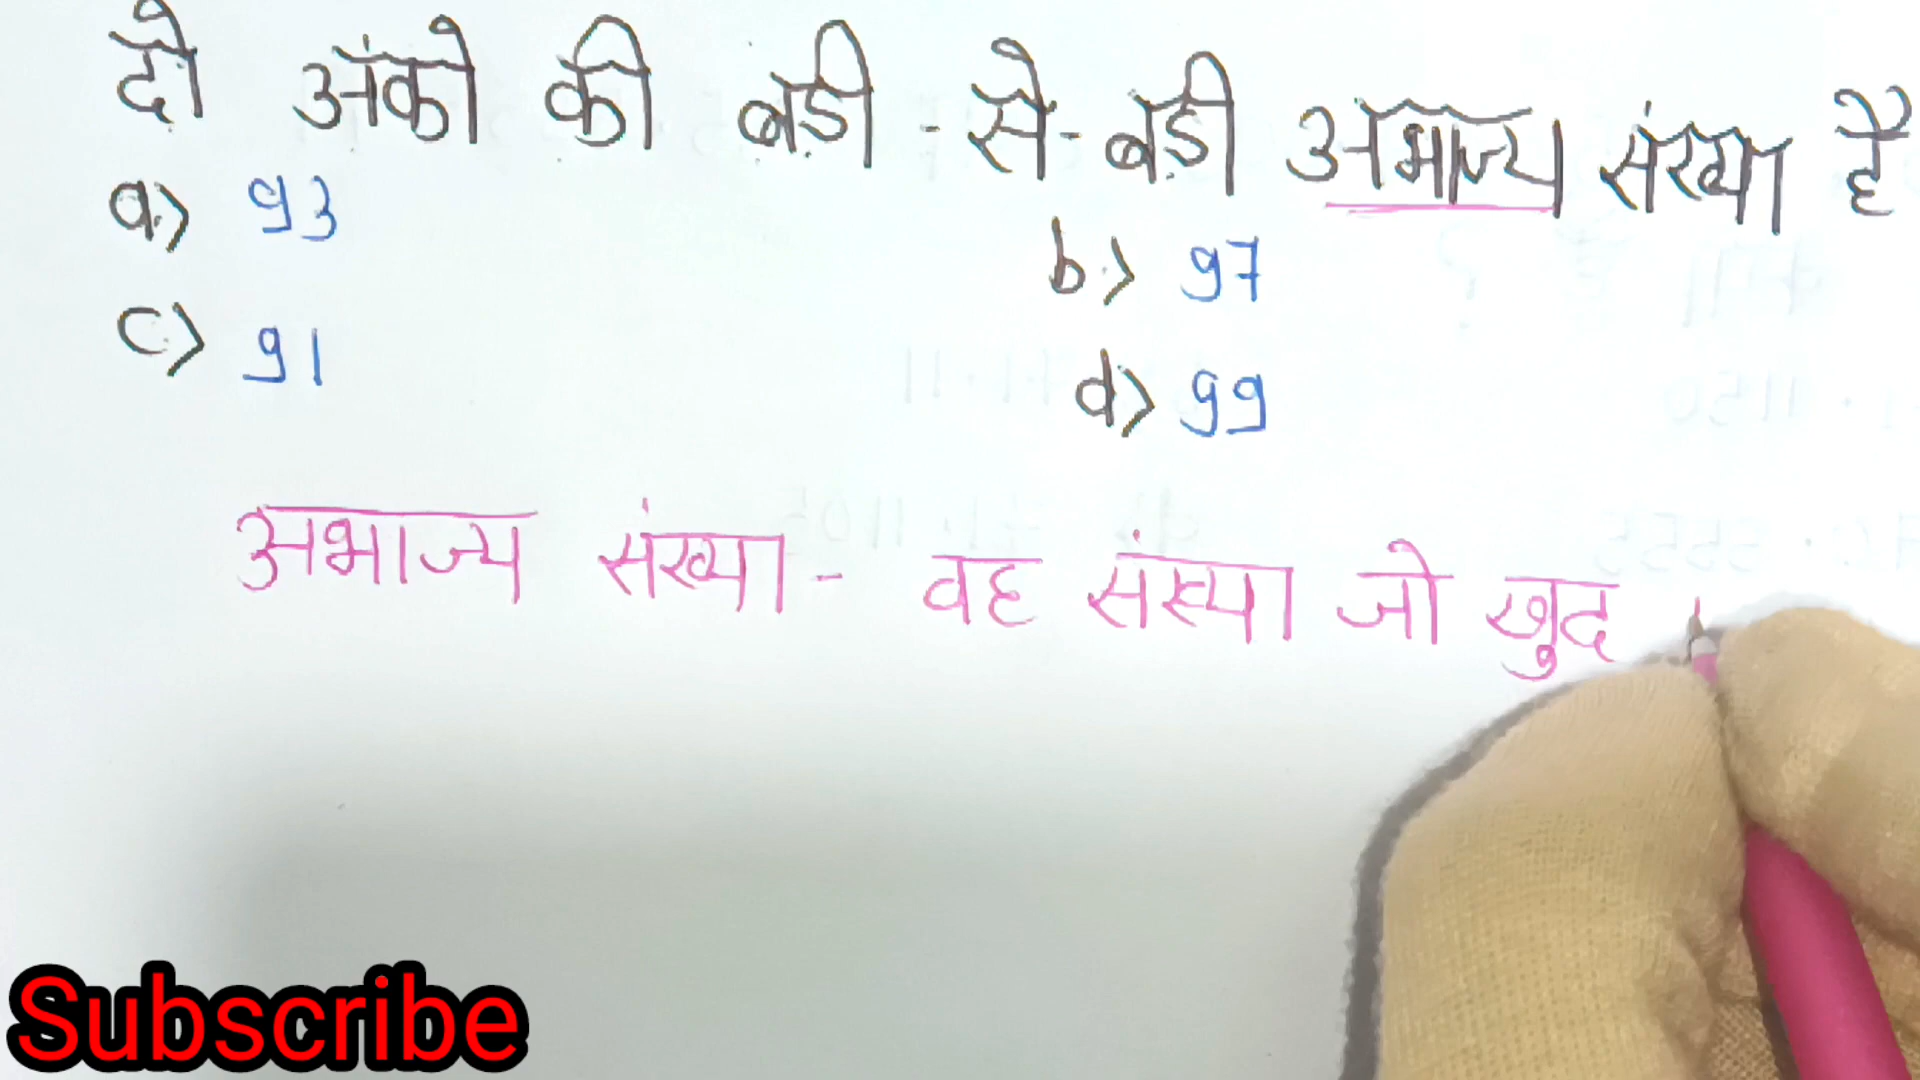 दो अंको की बड़ी-से-बड़ी अभाज्य संख्या है
a) 93
b) 97
c) 91
d) 99
अभाज्य संख्या - वह संख्या जो खुद
Subscribe